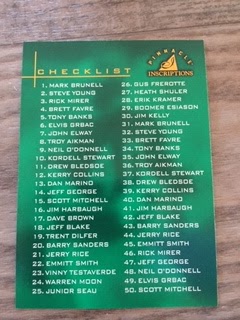 CHECKLIST
PINNACLE
INSCRIPTIONS
1. MARK BRUNELL
2. STEVE YOUNG
3. RICK MIRER
4. BRETT FAVRE
5. TONY BANKS
6. ELVIS GRBAC
7. JOHN ELWAY
8. TROY AIKMAN
9. NEIL O'DONNELL
10. KORDELL STEWART
11. DREW BLEDSOE
12. KERRY COLLINS
13. DAN MARINO
14. JEFF GEORGE
15. SCOTT MITCHELL
16. JIM HARBAUGH
17. DAVE BROWN
18. JEFF BLAKE
19. TRENT DILFER
20. BARRY SANDERS
21. JERRY RICE
22. EMMITT SMITH
23. VINNY TESTAVERDE
24. WARREN MOON
25. JUNIOR SEAU
26. GUS FREROTTE
27. HEATH SHULER
28. ERIK KRAMER
29. BOOMER ESIASON
30. JIM KELLY
31. MARK BRUNELL
32. STEVE YOUNG
33. BRETT FAVRE
34. TONY BANKS
35. JOHN ELWAY
36. TROY AIKMAN
37. KORDELL STEWART
38. DREW BLEDSOE
39. KERRY COLLINS
40. DAN MARINO
41. JIM HARBAUGH
42. JEFF BLAKE
43. BARRY SANDERS
44. JERRY RICE
45. EMMITT SMITH
46. RICK MIRER
47. JEFF GEORGE
48. NEIL O'DONNELL
49. ELVIS GRBAC
50. SCOTT MITCHELL